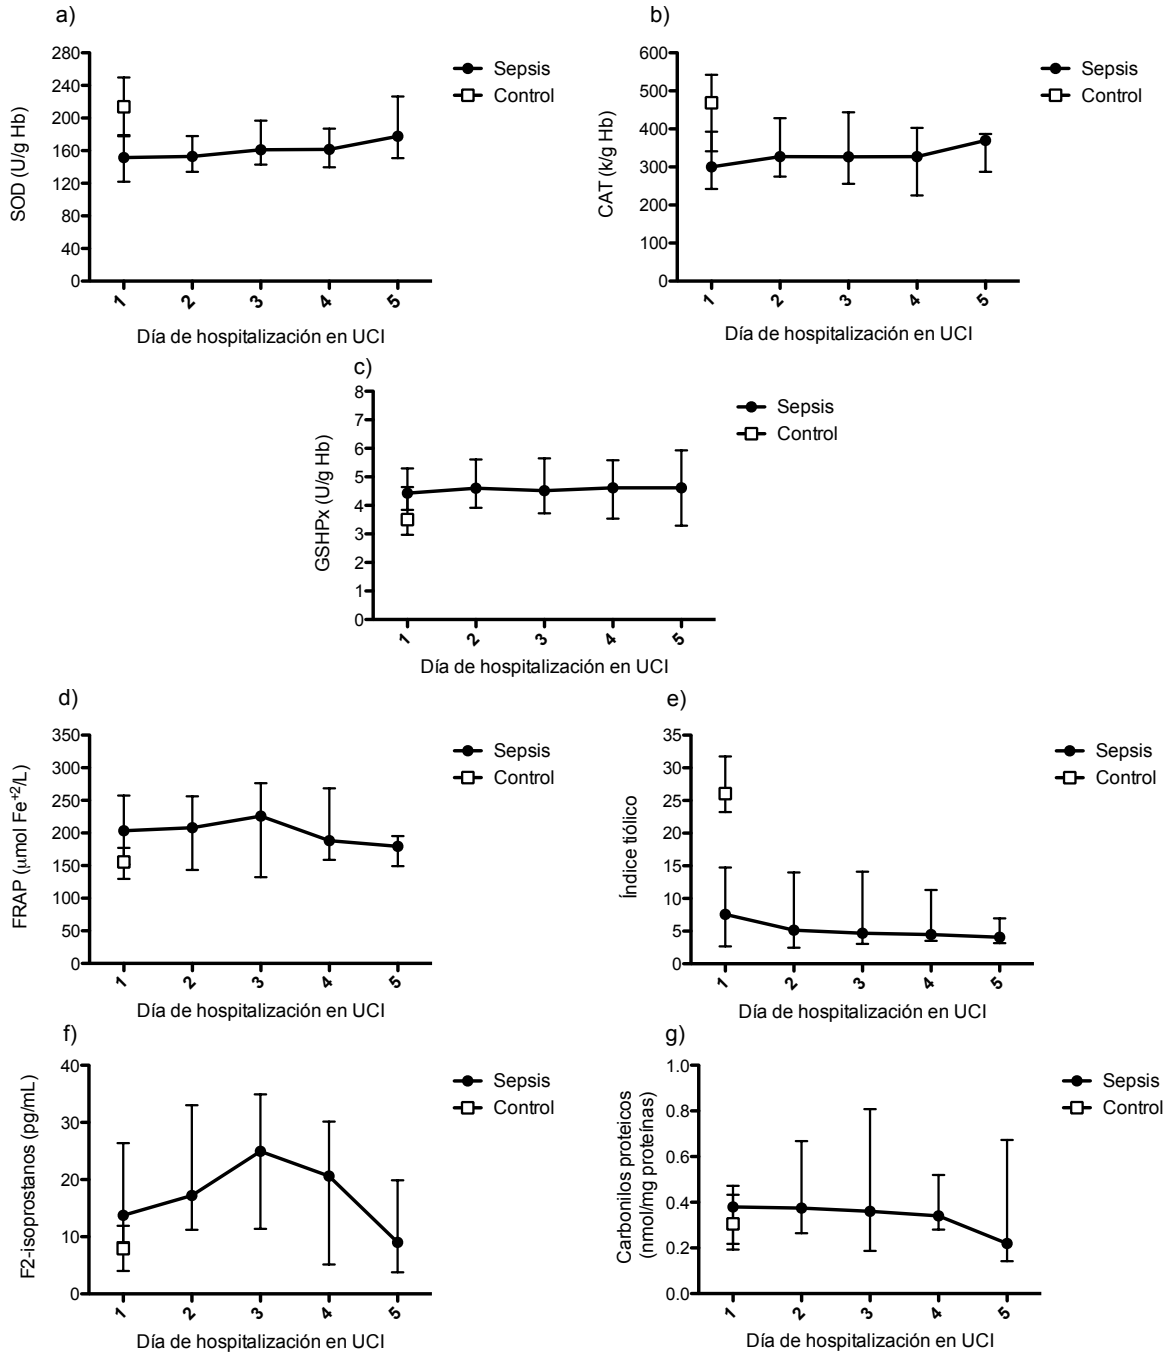 a)
280
240
200
160
120
80
40
0
SOD (U/g Hb)
1 2 3 4 5
Día de hospitalización en UCI
Sepsis
Control
b)
600
500
400
300
200
100
0
CAT (k/g Hb)
1 2 3 4 5
Día de hospitalización en UCI
Sepsis
Control
c)
8
7
6
5
4
3
2
1
0
GSHPx (U/g Hb)
1 2 3 4 5
Día de hospitalización en UCI
Sepsis
Control
d)
350
300
250
200
150
100
50
0
FRAP (μmol Fe⁺²/L)
1 2 3 4 5
Día de hospitalización en UCI
Sepsis
Control
e)
35
30
25
20
15
10
5
0
Índice tiólico
1 2 3 4 5
Día de hospitalización en UCI
Sepsis
Control
f)
40
30
20
10
0
F2-isoprostanos (pg/mL)
1 2 3 4 5
Día de hospitalización en UCI
Sepsis
Control
g)
1.0
0.8
0.6
0.4
0.2
0.0
Carbonilos proteicos
(nmol/mg proteínas)
1 2 3 4 5
Día de hospitalización en UCI
Sepsis
Control